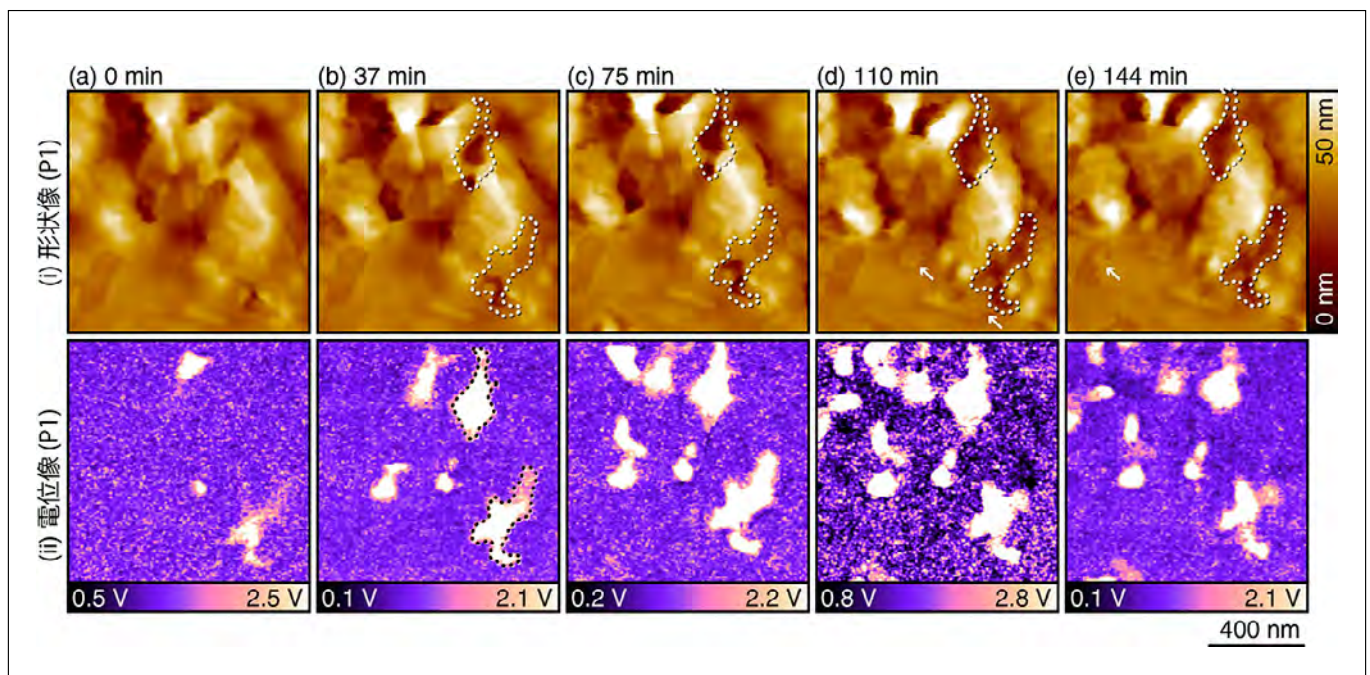 (a) 0 min (b) 37 min (c) 75 min (d) 110 min (e) 144 min
(i) 形状像 (P1)
50 nm
0 nm
(ii) 電位像 (P1)
0.5 V 2.5 V 0.1 V 2.1 V 0.2 V 2.2 V 0.8 V 2.8 V 0.1 V 2.1 V
400 nm